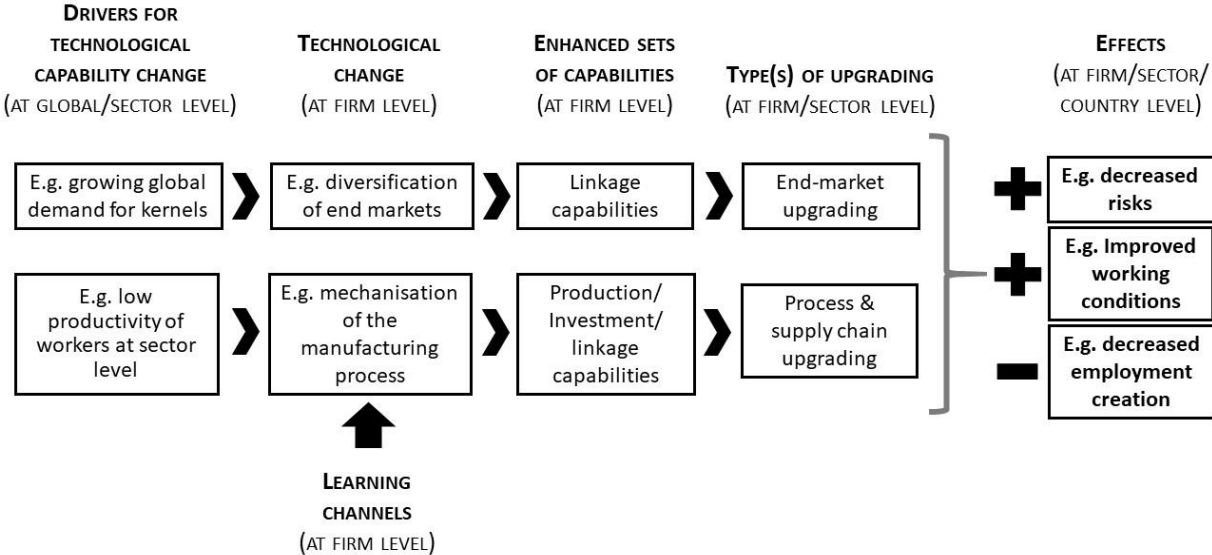 DRIVERS FOR
TECHNOLOGICAL
CAPABILITY CHANGE
(AT GLOBAL/SECTOR LEVEL)
TECHNOLOGICAL
CHANGE
(AT FIRM LEVEL)
ENHANCED SETS
OF CAPABILITIES
(AT FIRM LEVEL)
TYPE(S) OF UPGRADING
(AT FIRM/SECTOR LEVEL)
EFFECTS
(AT FIRM/SECTOR/
COUNTRY LEVEL)
E.g. growing global
demand for kernels
E.g. diversification
of end markets
Linkage
capabilities
End-market
upgrading
E.g. decreased
risks
E.g. Improved
working
conditions
E.g. low
productivity of
workers at sector
level
E.g. mechanisation
of the
manufacturing
process
Production/
Investment/
linkage
capabilities
Process &
supply chain
upgrading
E.g. decreased
employment
creation
LEARNING
CHANNELS
(AT FIRM LEVEL)